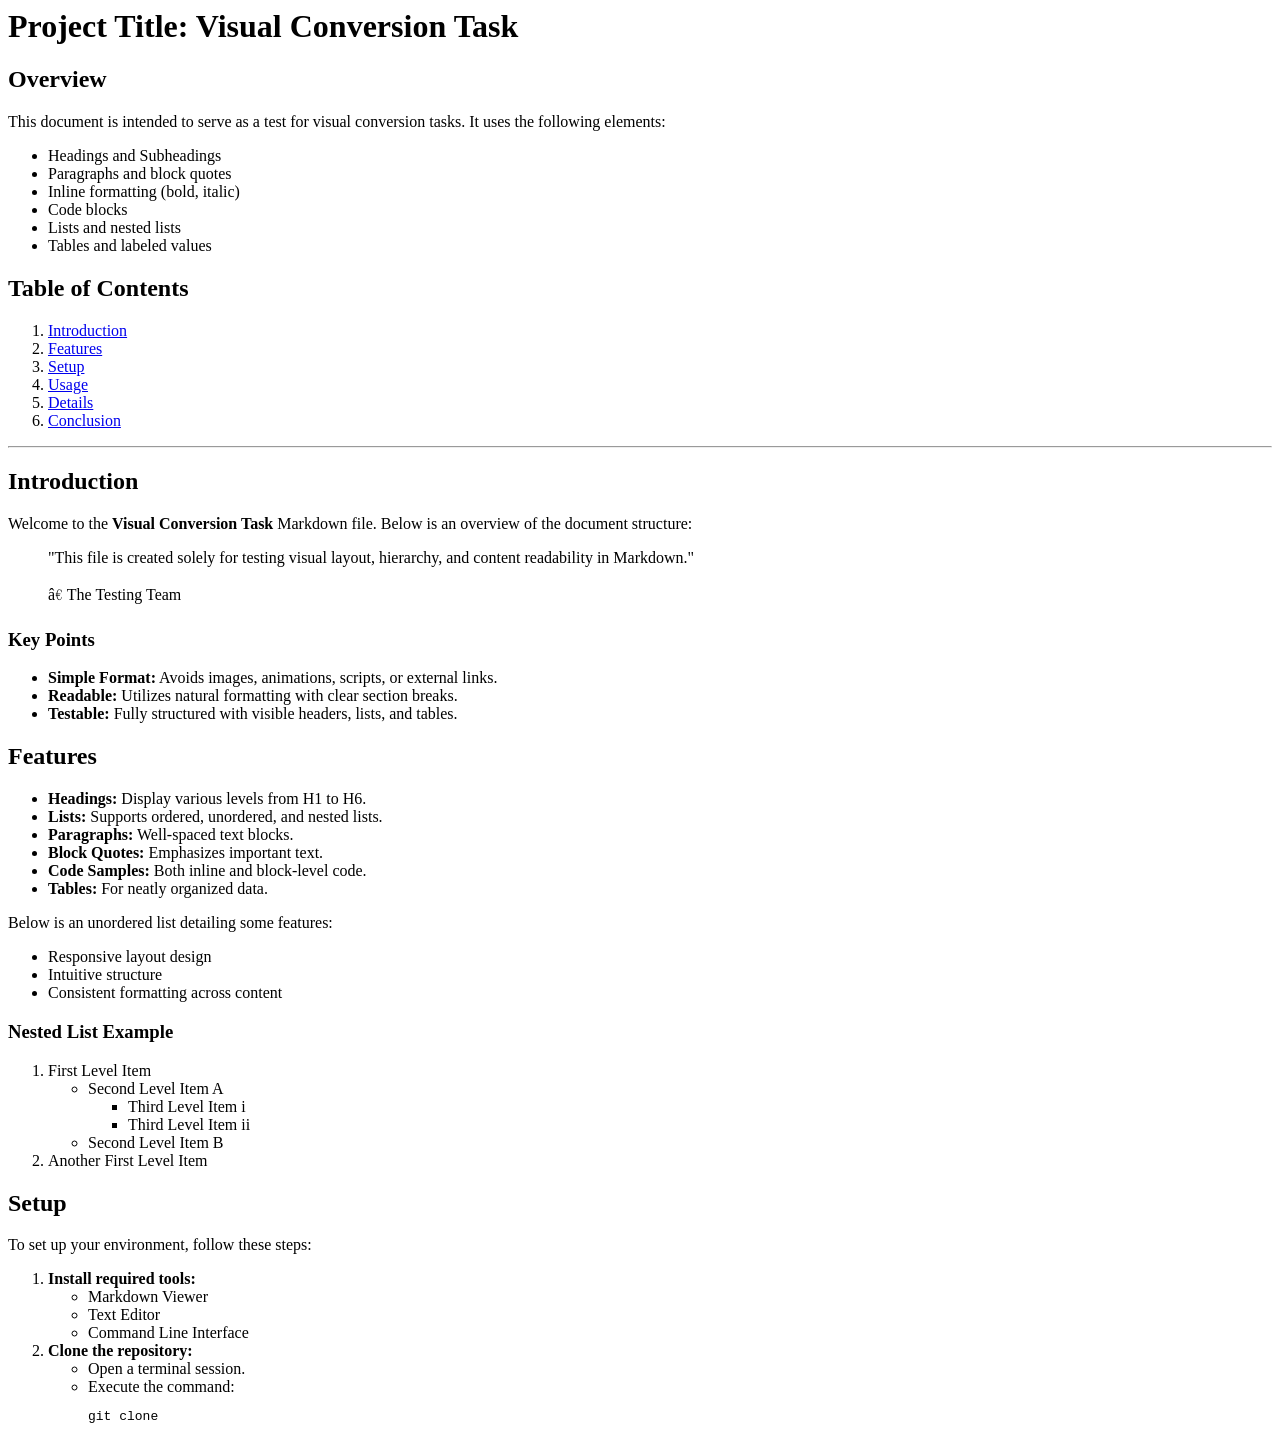 Project Title: Visual Conversion Task
Overview
This document is intended to serve as a test for visual conversion tasks. It uses the following elements:
Headings and Subheadings
Paragraphs and block quotes
Inline formatting (bold, italic)
Code blocks
Lists and nested lists
Tables and labeled values
Table of Contents
1. Introduction
2. Features
3. Setup
4. Usage
5. Details
6. Conclusion
Introduction
Welcome to the Visual Conversion Task Markdown file. Below is an overview of the document structure:
"This file is created solely for testing visual layout, hierarchy, and content readability in Markdown."
â€ The Testing Team
Key Points
Simple Format: Avoids images, animations, scripts, or external links.
Readable: Utilizes natural formatting with clear section breaks.
Testable: Fully structured with visible headers, lists, and tables.
Features
Headings: Display various levels from H1 to H6.
Lists: Supports ordered, unordered, and nested lists.
Paragraphs: Well-spaced text blocks.
Block Quotes: Emphasizes important text.
Code Samples: Both inline and block-level code.
Tables: For neatly organized data.
Below is an unordered list detailing some features:
Responsive layout design
Intuitive structure
Consistent formatting across content
Nested List Example
1. First Level Item
Second Level Item A
Third Level Item i
Third Level Item ii
Second Level Item B
2. Another First Level Item
Setup
To set up your environment, follow these steps:
1. Install required tools:
Markdown Viewer
Text Editor
Command Line Interface
2. Clone the repository:
Open a terminal session.
Execute the command:
git clone